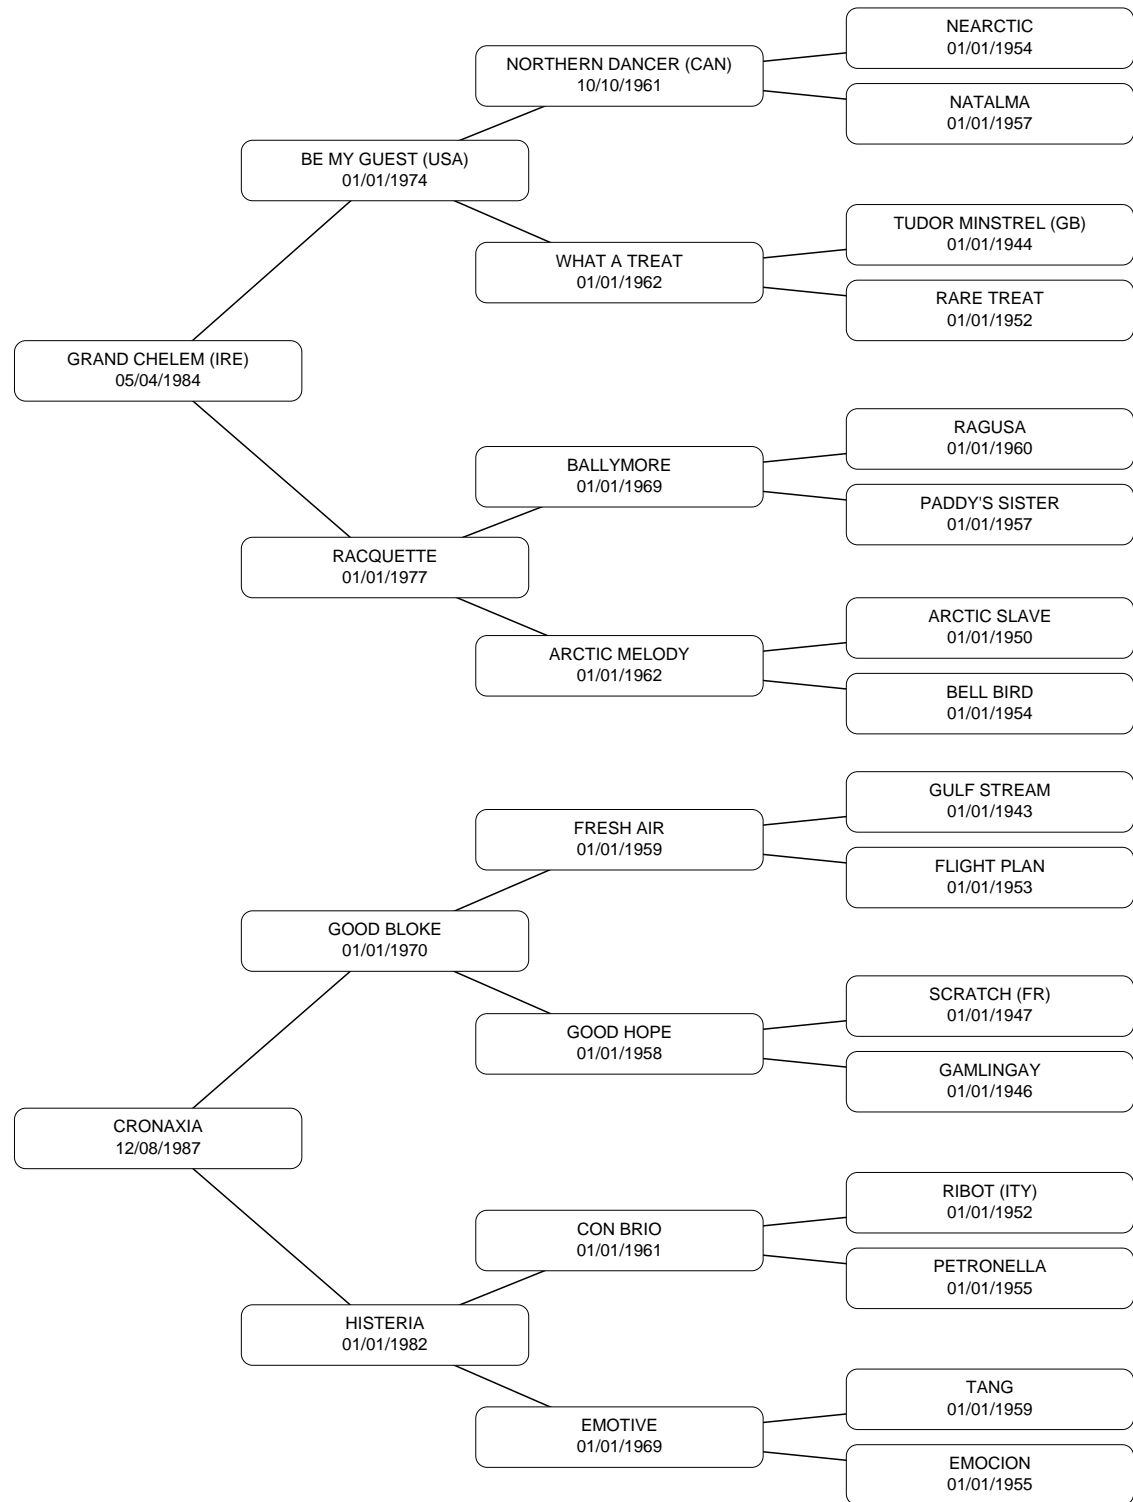 NEARCTIC
01/01/1954
NORTHERN DANCER (CAN)
10/10/1961
NATALMA
01/01/1957
BE MY GUEST (USA)
01/01/1974
TUDOR MINSTREL (GB)
01/01/1944
WHAT A TREAT
01/01/1962
RARE TREAT
01/01/1952
GRAND CHELEM (IRE)
05/04/1984
RAGUSA
01/01/1960
BALLYMORE
01/01/1969
PADDY'S SISTER
01/01/1957
RACQUETTE
01/01/1977
ARCTIC SLAVE
01/01/1950
ARCTIC MELODY
01/01/1962
BELL BIRD
01/01/1954
GULF STREAM
01/01/1943
FRESH AIR
01/01/1959
FLIGHT PLAN
01/01/1953
GOOD BLOKE
01/01/1970
SCRATCH (FR)
01/01/1947
GOOD HOPE
01/01/1958
GAMLINGAY
01/01/1946
CRONAXIA
12/08/1987
RIBOT (ITY)
01/01/1952
CON BRIO
01/01/1961
PETRONELLA
01/01/1955
HISTERIA
01/01/1982
TANG
01/01/1959
EMOTIVE
01/01/1969
EMOCION
01/01/1955